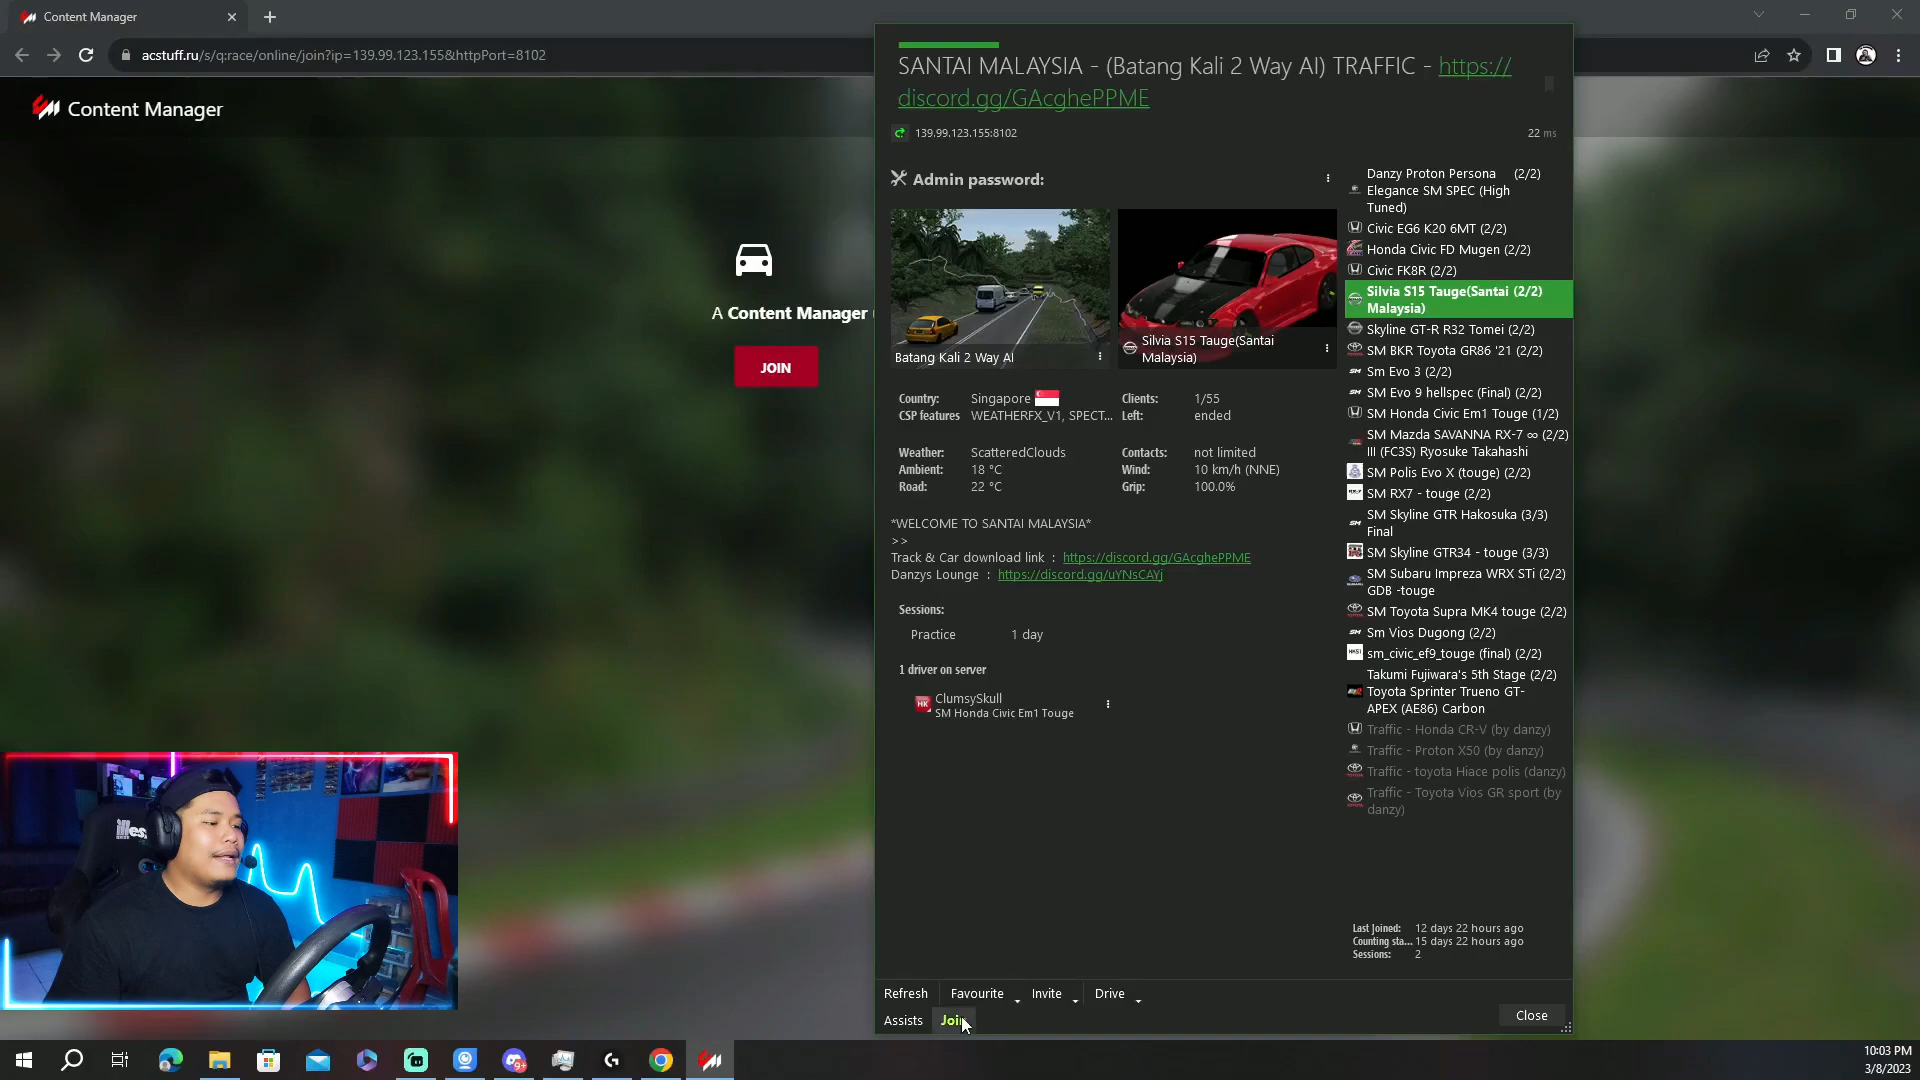 Content Manager
acstuff.ru/s/q:race/online/join?ip=139.99.123.155&httpPort=8102
Content Manager
A Content Manager
JOIN
SANTAI MALAYSIA - (Batang Kali 2 Way AI) TRAFFIC - https://
discord.gg/GAcghePPME
139.99.123.155:8102
22 ms
Admin password:
Batang Kali 2 Way AI
Silvia S15 Tauge(Santai
Malaysia)
Country: Singapore
Clients: 1/55
CSP features WEATHERFX_V1, SPECT...
Left: ended
Weather: ScatteredClouds
Contacts: not limited
Ambient: 18 °C
Wind: 10 km/h (NNE)
Road: 22 °C
Grip: 100.0%
*WELCOME TO SANTAI MALAYSIA*
>>
Track & Car download link : https://discord.gg/GAcghePPME
Danzys Lounge : https://discord.gg/uYNsCAYj
Sessions:
Practice 1 day
1 driver on server
HK
ClumsySkull
SM Honda Civic Em1 Touge
Danzy Proton Persona (2/2)
Elegance SM SPEC (High
Tuned)
Civic EG6 K20 6MT (2/2)
Honda Civic FD Mugen (2/2)
Civic FK8R (2/2)
Silvia S15 Tauge(Santai (2/2)
Malaysia)
Skyline GT-R R32 Tomei (2/2)
SM BKR Toyota GR86 '21 (2/2)
Sm Evo 3 (2/2)
SM Evo 9 hellspec (Final) (2/2)
SM Honda Civic Em1 Touge (1/2)
SM Mazda SAVANNA RX-7 ∞ (2/2)
III (FC3S) Ryosuke Takahashi
SM Polis Evo X (touge) (2/2)
SM RX7 - touge (2/2)
SM Skyline GTR Hakosuka (3/3)
Final
SM Skyline GTR34 - touge (3/3)
SM Subaru Impreza WRX STi (2/2)
GDB -touge
SM Toyota Supra MK4 touge (2/2)
Sm Vios Dugong (2/2)
sm_civic_ef9_touge (final) (2/2)
Takumi Fujiwara's 5th Stage (2/2)
Toyota Sprinter Trueno GT-
APEX (AE86) Carbon
Traffic - Honda CR-V (by danzy)
Traffic - Proton X50 (by danzy)
Traffic - toyota Hiace polis (danzy)
Traffic - Toyota Vios GR sport (by
danzy)
Last Joined: 12 days 22 hours ago
Counting sta... 15 days 22 hours ago
Sessions: 2
Refresh
Favourite
Invite
Drive
Assists
Join
Close
10:03 PM
3/8/2023